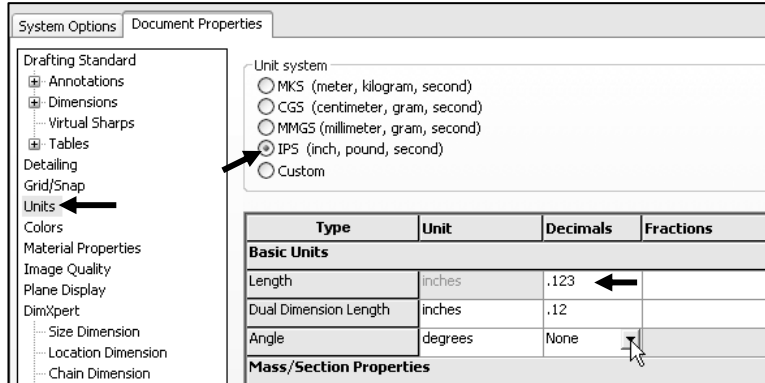 System Options
Document Properties
Drafting Standard
Annotations
Dimensions
Virtual Sharps
Tables
Detailing
Grid/Snap
Units
Colors
Material Properties
Image Quality
Plane Display
DimXpert
Size Dimension
Location Dimension
Chain Dimension
Unit system
MKS (meter, kilogram, second)
CGS (centimeter, gram, second)
MMGS (millimeter, gram, second)
IPS (inch, pound, second)
Custom
Type Unit Decimals Fractions
Basic Units
Length inches .123
Dual Dimension Length inches .12
Angle degrees None
Mass/Section Properties